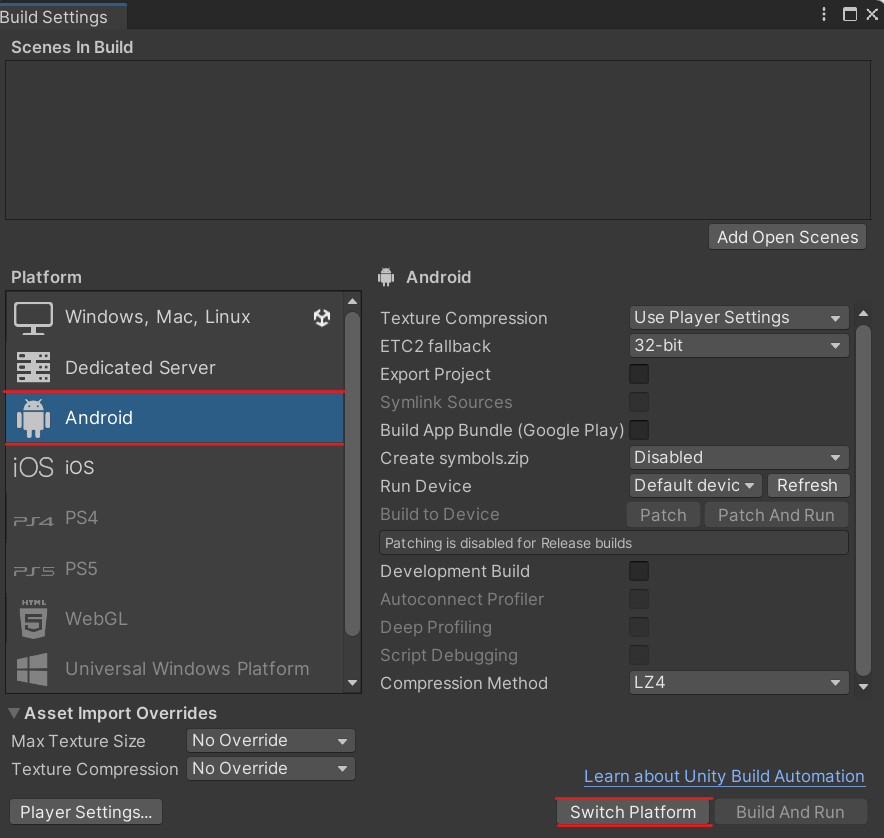 Build Settings
Scenes In Build
Add Open Scenes
Platform
Windows, Mac, Linux
Dedicated Server
Android
iOS iOS
PS4 PS4
PS5 PS5
HTML 5 WebGL
Universal Windows Platform
Android
Texture Compression Use Player Settings
ETC2 fallback 32-bit
Export Project
Symlink Sources
Build App Bundle (Google Play)
Create symbols.zip Disabled
Run Device Default devic Refresh
Build to Device Patch Patch And Run
Patching is disabled for Release builds
Development Build
Autoconnect Profiler
Deep Profiling
Script Debugging
Compression Method LZ4
Asset Import Overrides
Max Texture Size No Override
Texture Compression No Override
Learn about Unity Build Automation
Player Settings... Switch Platform Build And Run